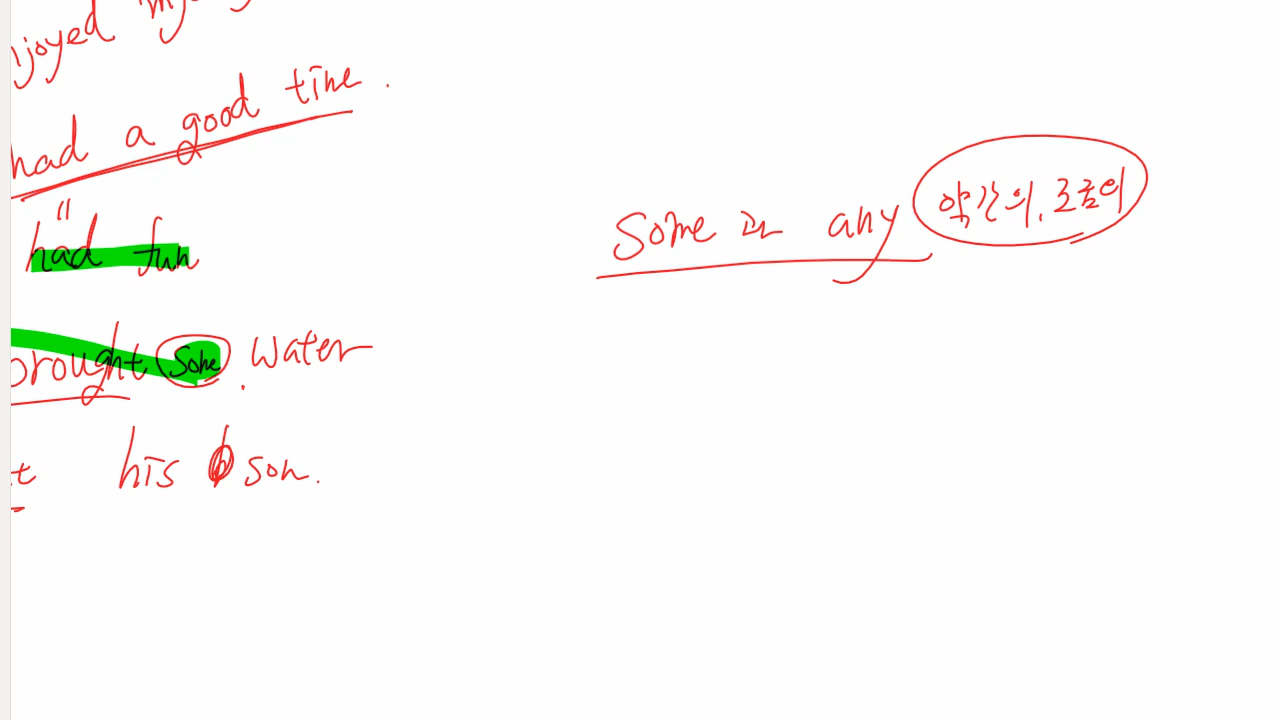 njoyed
had a good time.
"
had fun
brought some water
t his son.
Some 과 any 약간의, 조금의